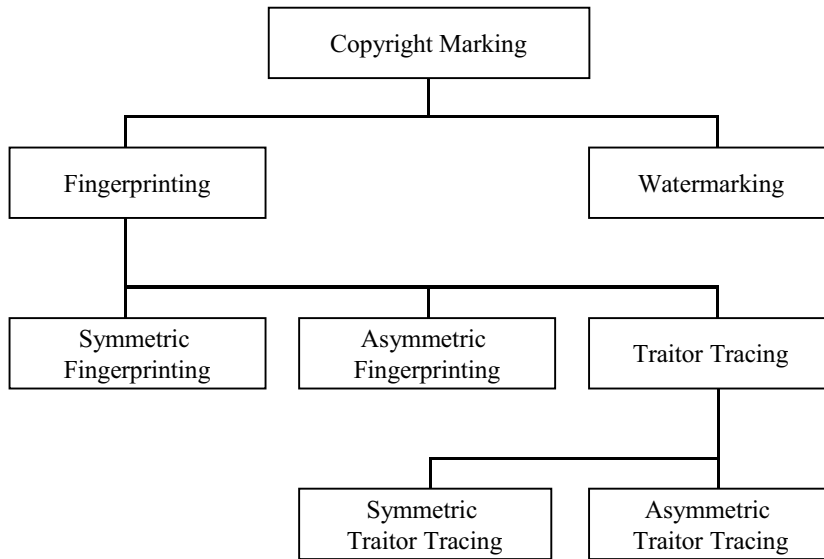 Copyright Marking
Fingerprinting
Watermarking
Symmetric
Fingerprinting
Asymmetric
Fingerprinting
Traitor Tracing
Symmetric
Traitor Tracing
Asymmetric
Traitor Tracing